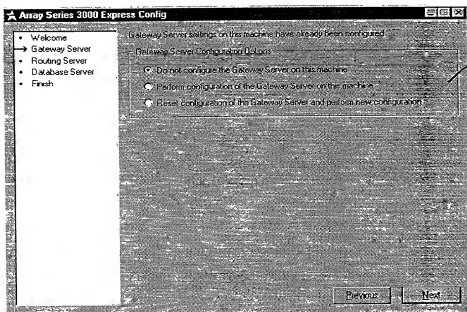 Array Series 3000 Express Config
Welcome
Gateway Server
Routing Server
Database Server
Finish
Gateway Server settings on this machine have already been configured
Gateway Server Configuration Options
Do not configure the Gateway Server on this machine
Perform configuration of the Gateway Server on this machine
Reset configuration of the Gateway Server and perform new configuration
Previous
Next